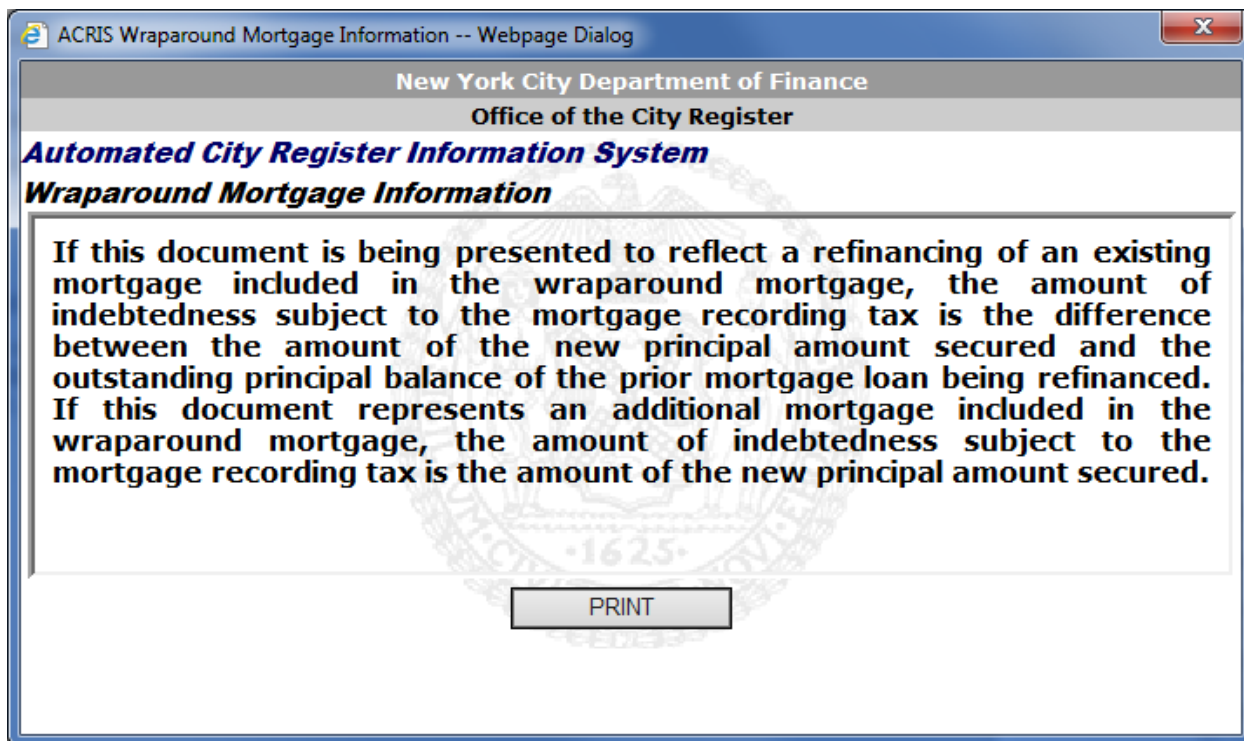 ACRIS Wraparound Mortgage Information -- Webpage Dialog
New York City Department of Finance
Office of the City Register
Automated City Register Information System
Wraparound Mortgage Information
If this document is being presented to reflect a refinancing of an existing
mortgage included in the wraparound mortgage, the amount of
indebtedness subject to the mortgage recording tax is the difference
between the amount of the new principal amount secured and the
outstanding principal balance of the prior mortgage loan being refinanced.
If this document represents an additional mortgage included in the
wraparound mortgage, the amount of indebtedness subject to the
mortgage recording tax is the amount of the new principal amount secured.
·1625·
PRINT